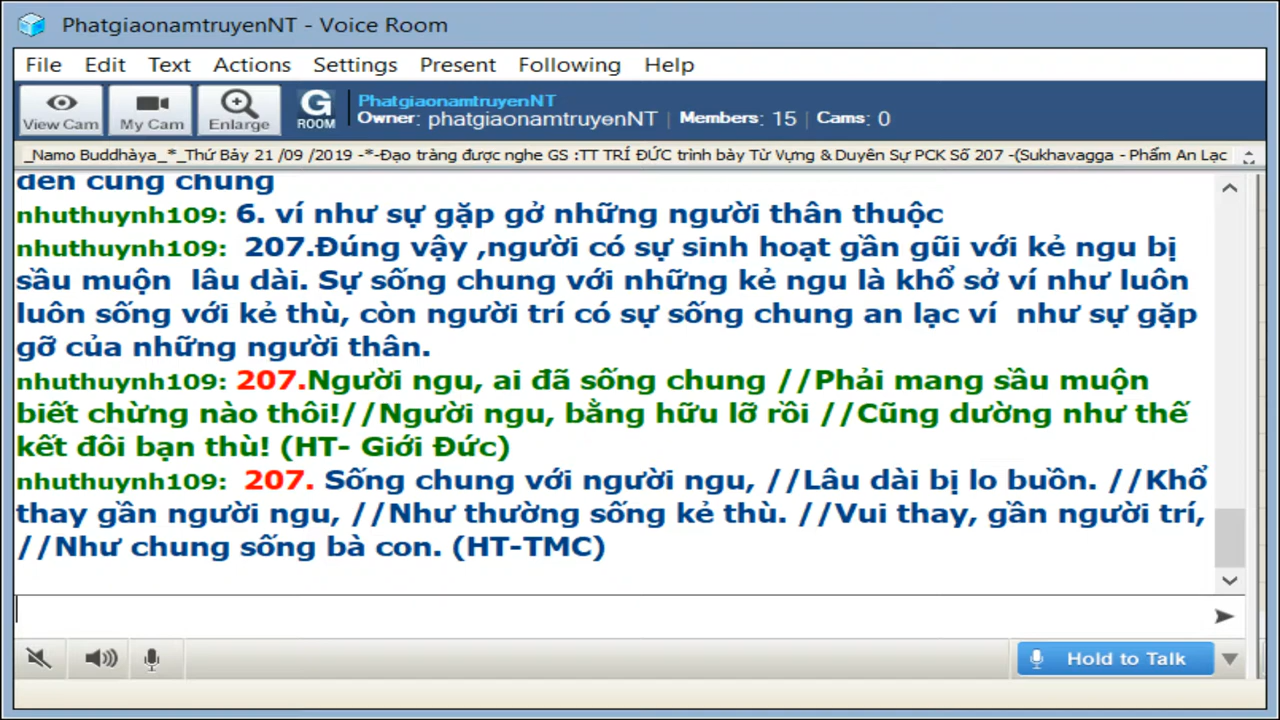 PhatgiaonamtruyenNT - Voice Room
File Edit Text Actions Settings Present Following Help
View Cam My Cam Enlarge G ROOM
PhatgiaonamtruyenNT
Owner: phatgiaonamtruyenNT | Members: 15 | Cams: 0
_Namo Buddhàya_*_Thứ Bảy 21 /09 /2019 -*-Đạo tràng được nghe GS :TT TRÍ ĐỨC trình bày Từ Vựng & Duyên Sự PCK Số 207 -(Sukhavagga - Phẩm An Lạc
đến cùng chung
nhuthuynh109: 6. ví như sự gặp gở những người thân thuộc
nhuthuynh109: 207.Đúng vậy ,người có sự sinh hoạt gần gũi với kẻ ngu bị
sầu muộn lâu dài. Sự sống chung với những kẻ ngu là khổ sở ví như luôn
luôn sống với kẻ thù, còn người trí có sự sống chung an lạc ví như sự gặp
gỡ của những người thân.
nhuthuynh109: 207.Người ngu, ai đã sống chung //Phải mang sầu muộn
biết chừng nào thôi!//Người ngu, bằng hữu lỡ rồi //Cũng dường như thế
kết đôi bạn thù! (HT- Giới Đức)
nhuthuynh109: 207. Sống chung với người ngu, //Lâu dài bị lo buồn. //Khổ
thay gần người ngu, //Như thường sống kẻ thù. //Vui thay, gần người trí,
//Như chung sống bà con. (HT-TMC)
Hold to Talk